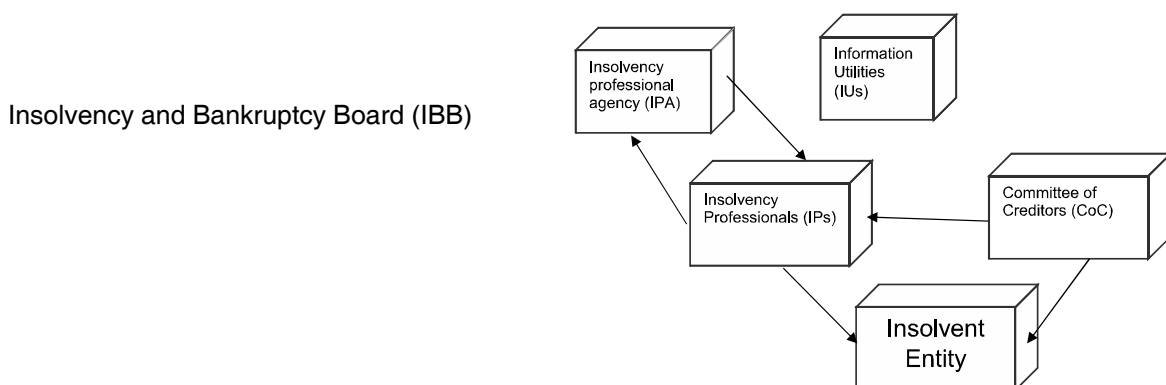 Insolvency and Bankruptcy Board (IBB)
Insolvency
professional
agency (IPA)
Information
Utilities
(IUs)
Insolvency
Professionals (IPs)
Committee of
Creditors (CoC)
Insolvent
Entity